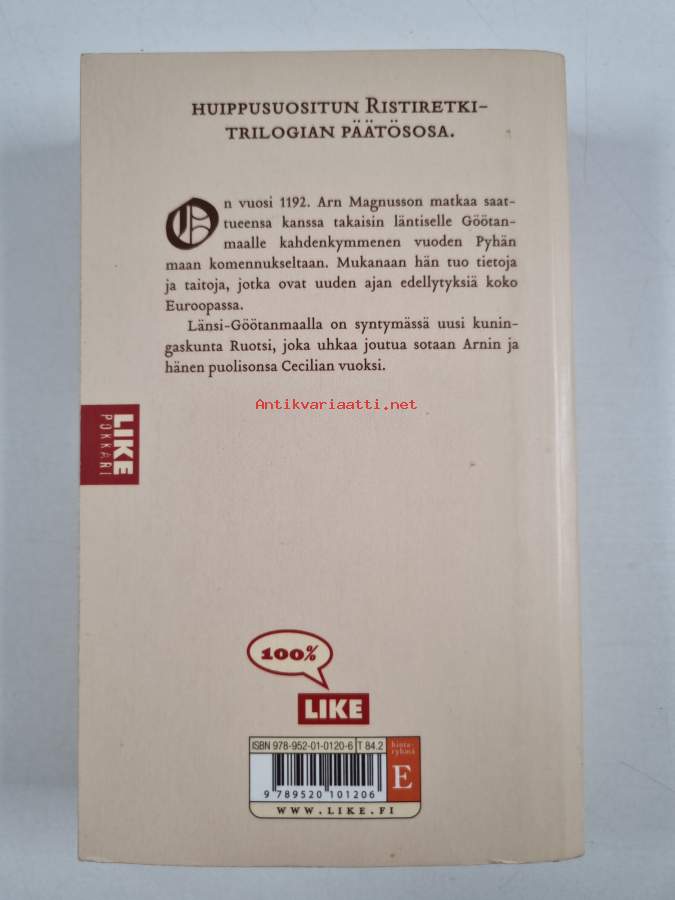 HUIPPUSUOSITUN RISTIRETKI-
TRILOGIAN PÄÄTÖSOSA.
On vuosi 1192. Arn Magnusson matkaa saat-
tueensa kanssa takaisin läntiselle Göötan-
maalle kahdenkymmenen vuoden Pyhän
maan komennukseltaan. Mukanaan hän tuo tietoja
ja taitoja, jotka ovat uuden ajan edellytyksiä koko
Euroopassa.
Länsi-Göötanmaalla on syntymässä uusi kunin-
gaskunta Ruotsi, joka uhkaa joutua sotaan Arnin ja
hänen puolisonsa Cecilian vuoksi.
Antikvariaatti.net
LIKE
POKKARI
100%
LIKE
ISBN 978-952-01-0120-6 T 84.2
hinta-
ryhmä
E
9 789520 101206
WWW.LIKE.FI